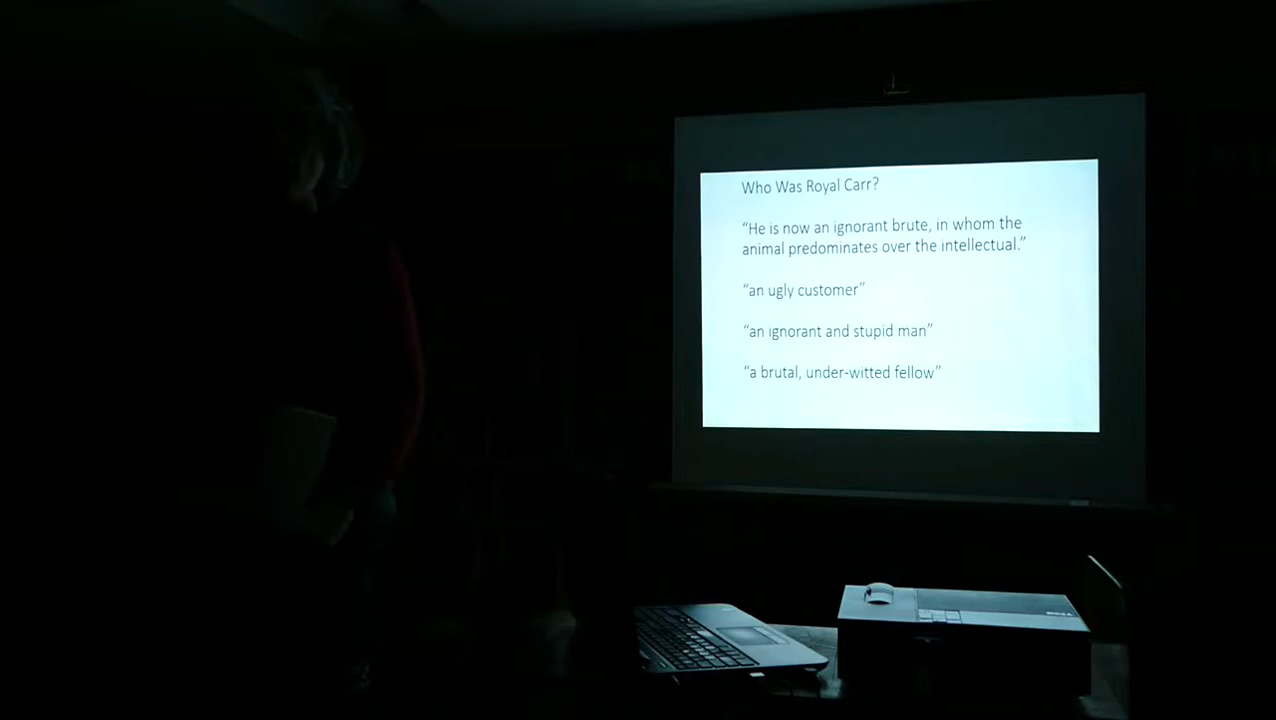 Who Was Royal Carr?
“He is now an ignorant brute, in whom the
animal predominates over the intellectual.”
“an ugly customer”
“an ignorant and stupid man”
“a brutal, under-witted fellow”